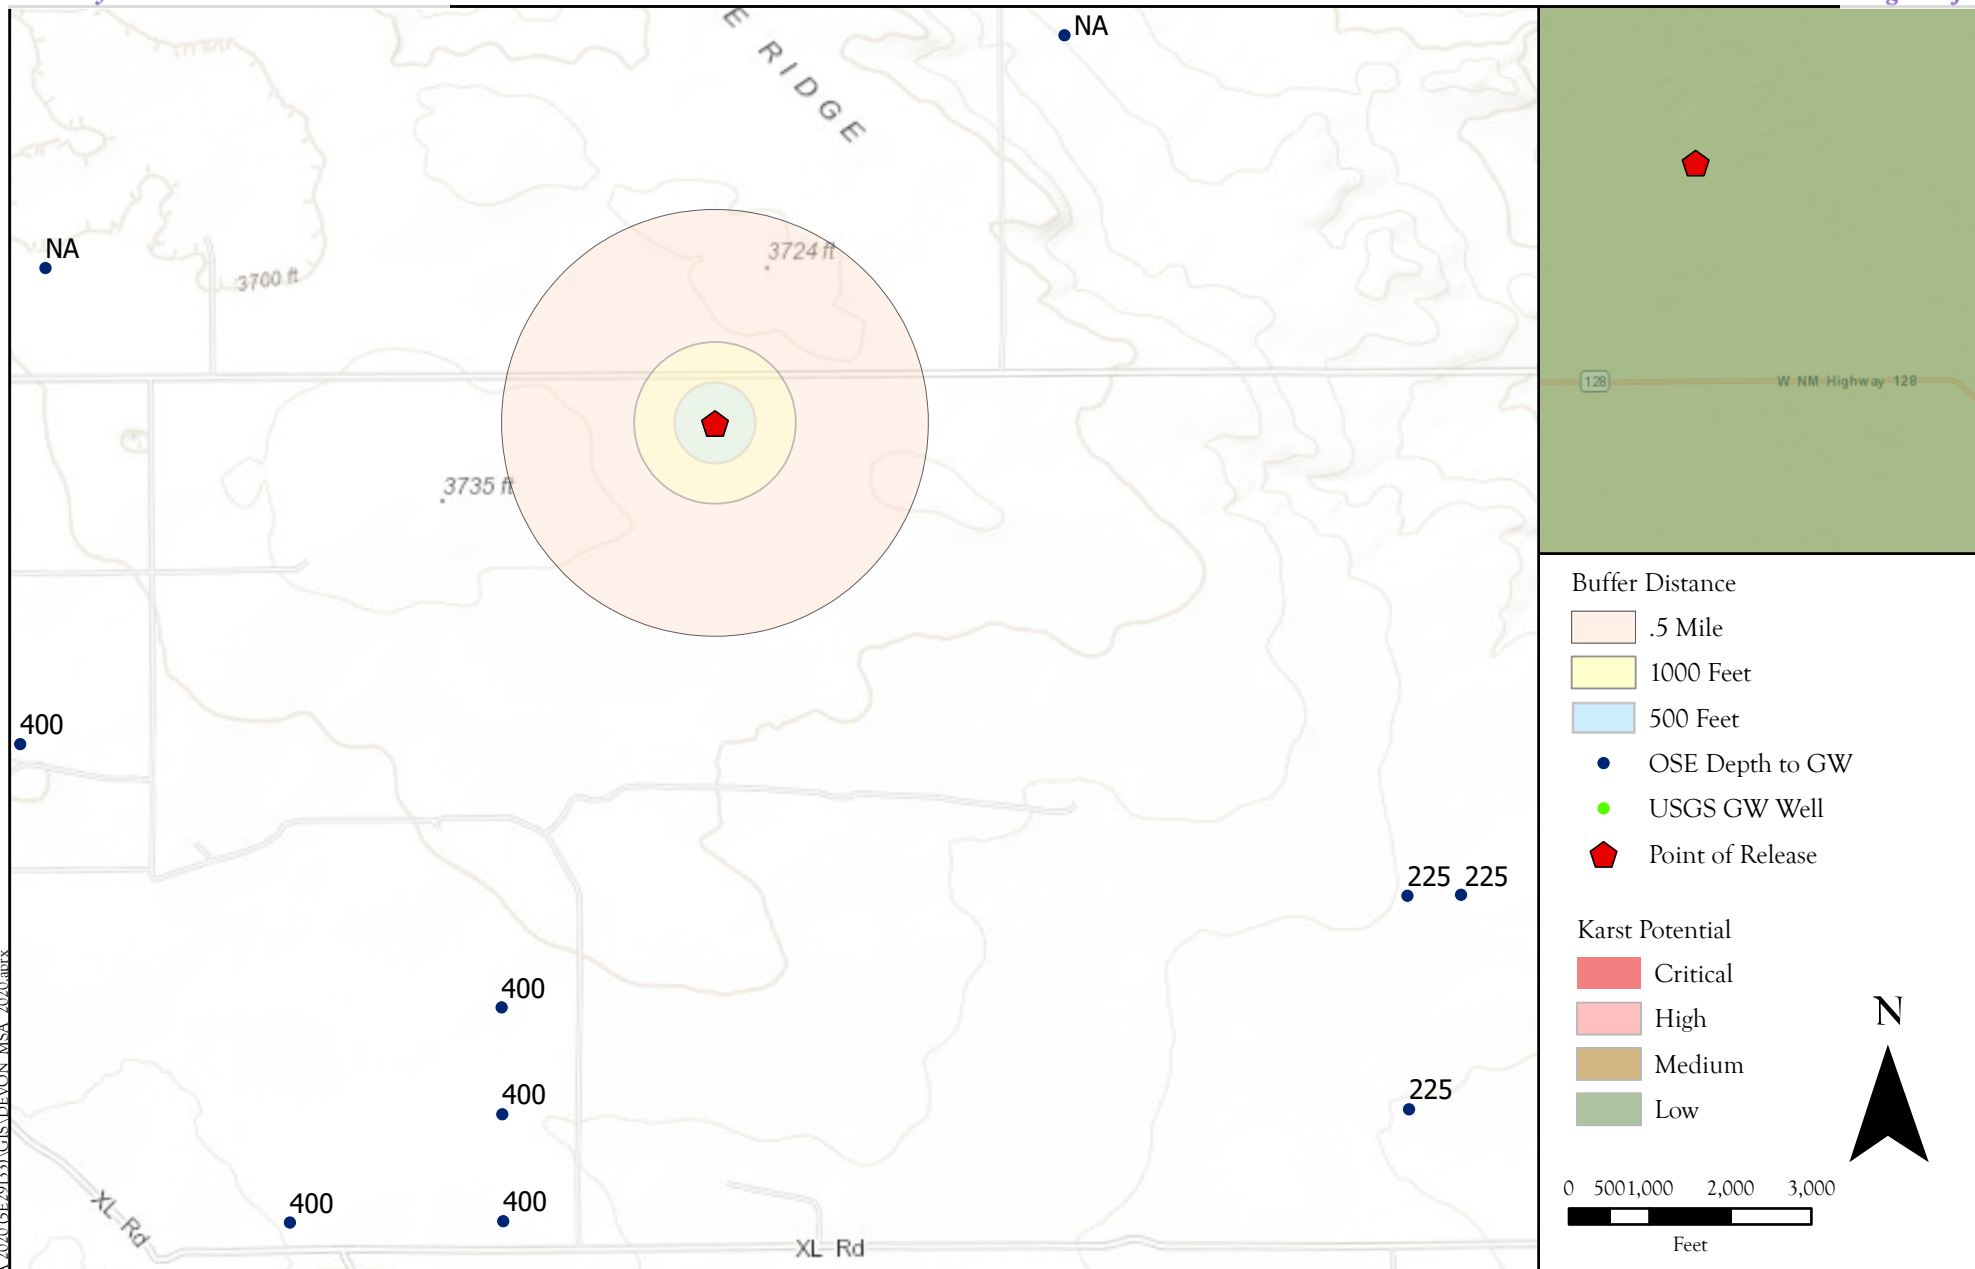 E RIDGE
NA
NA
3724 ft
3700 ft
3735 ft
400
225 225
400
400
225
400
400
XL Rd
XL Rd
128
W NM Highway 128
Buffer Distance
.5 Mile
1000 Feet
500 Feet
OSE Depth to GW
USGS GW Well
Point of Release
Karst Potential
Critical
High
Medium
Low
N
0 500 1,000 2,000 3,000
Feet